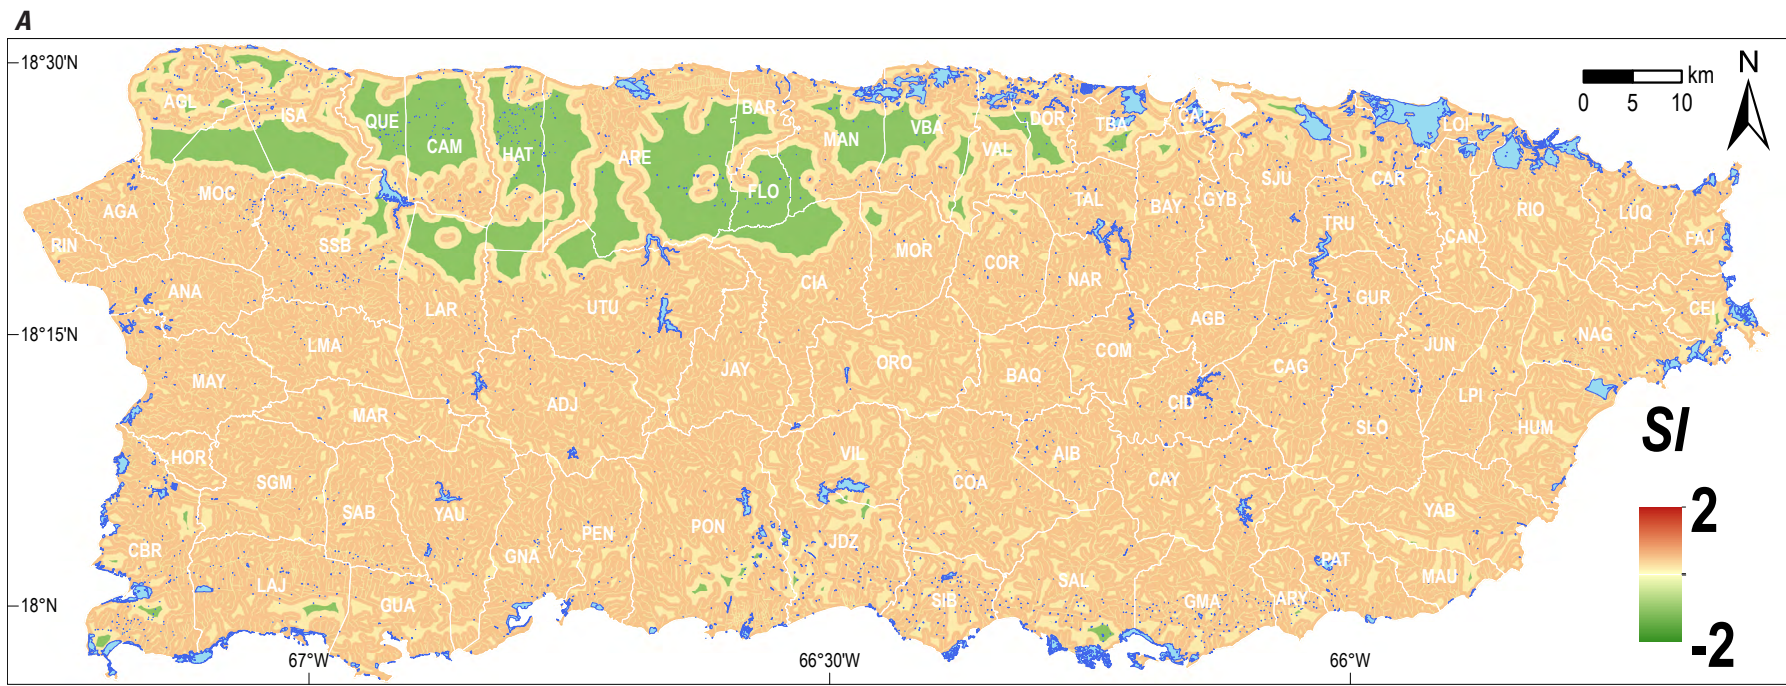 A
18°30'N
18°15'N
18°N
67°W
66°30'W
66°W
N
km
0 5 10
SI
2
-2
AGL
ISA
QUE
CAM
HAT
ARE
BAR
MAN
VBA
VAL
DOR
TBA
CAT
LOI
FLO
AGA
MOC
RIN
SSB
TAL
BAY
GYB
SJU
CAR
TRU
CAN
RIO
LUQ
FAJ
ANA
LAR
UTU
CIA
MOR
COR
NAR
AGB
GUR
CEI
NAG
JUN
LMA
MAY
MAR
ADJ
JAY
ORO
BAQ
COM
CID
CAG
LPI
HUM
SLO
HOR
SGM
SAB
YAU
GNA
PEN
PON
VIL
JDZ
COA
AIB
CAY
YAB
CBR
LAJ
GUA
SIB
SAL
GMA
ARY
PAT
MAU